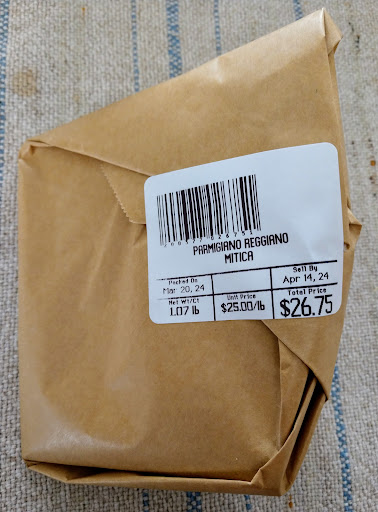 PARMIGIANO REGGIANO
MITICA
Packed On
Mar 20, 24
Sell By
Apr 14, 24
Net Wt/Ct
1.07 lb
Unit Price
$25.00/lb
Total Price
$26.75